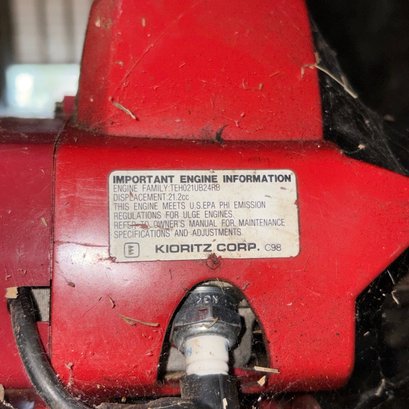 IMPORTANT ENGINE INFORMATION
ENGINE FAMILY:TEH021UB24RB
DISPLACEMENT:21.2cc
THIS ENGINE MEETS U.S.EPA PHI EMISSION
REGULATIONS FOR ULGE ENGINES.
REFER TO OWNER'S MANUAL FOR MAINTENANCE
SPECIFICATIONS AND ADJUSTMENTS.
KIORITZ CORP. C98
NGK